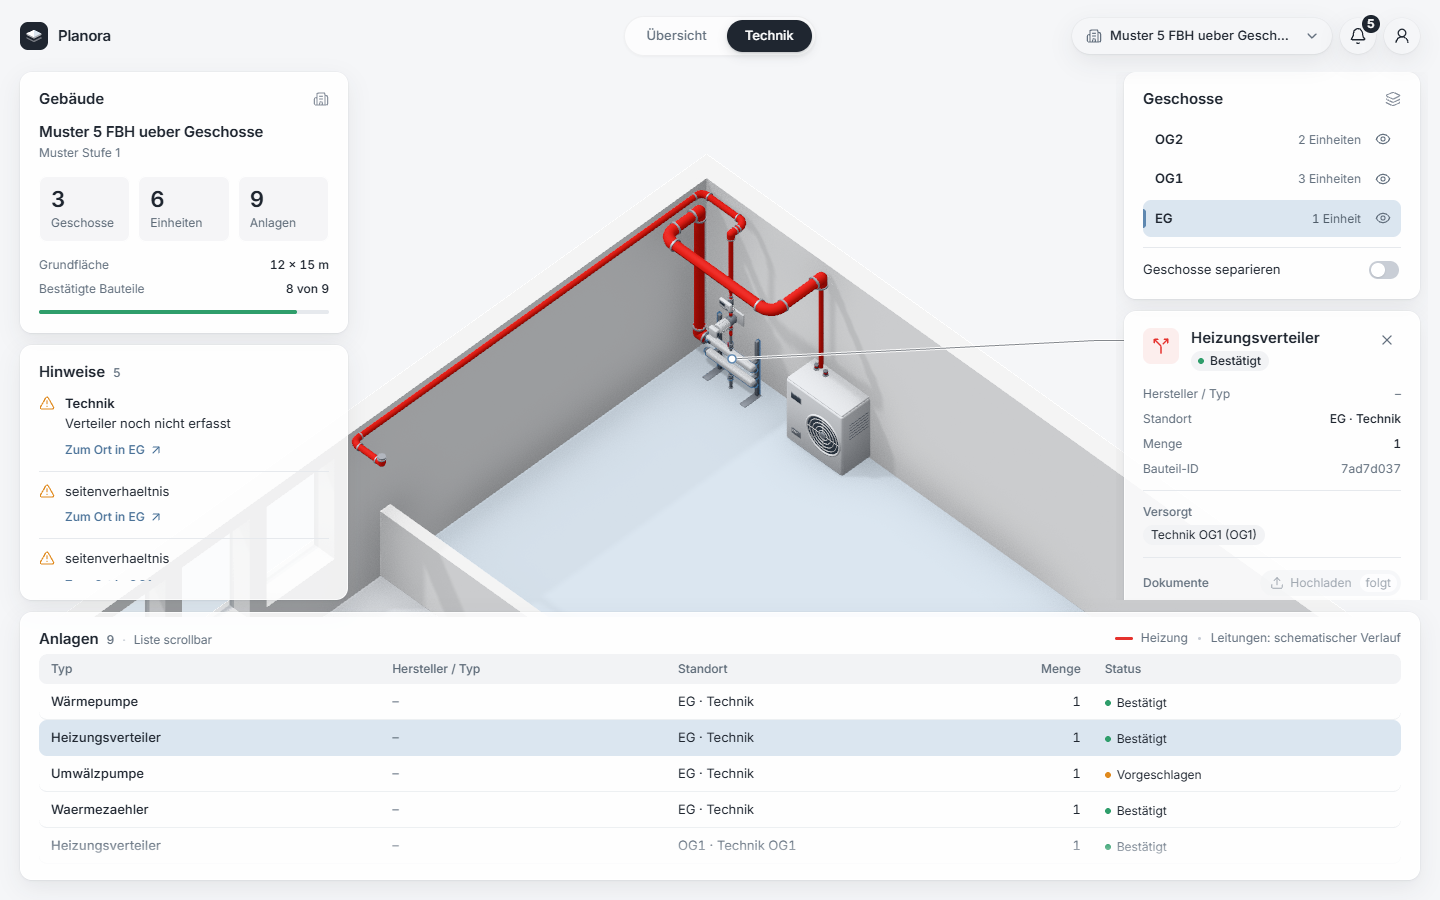 Planora
Übersicht
Technik
Muster 5 FBH ueber Gesch...
5
Gebäude
Muster 5 FBH ueber Geschosse
Muster Stufe 1
3
Geschosse
6
Einheiten
9
Anlagen
Grundfläche
12 × 15 m
Bestätigte Bauteile
8 von 9
Hinweise 5
Technik
Verteiler noch nicht erfasst
Zum Ort in EG
seitenverhaeltnis
Zum Ort in EG
seitenverhaeltnis
Geschosse
OG2 2 Einheiten
OG1 3 Einheiten
EG 1 Einheit
Geschosse separieren
Heizungsverteiler
Bestätigt
Hersteller / Typ –
Standort EG · Technik
Menge 1
Bauteil-ID 7ad7d037
Versorgt
Technik OG1 (OG1)
Dokumente Hochladen folgt
Anlagen 9 · Liste scrollbar
Heizung · Leitungen: schematischer Verlauf
Typ Hersteller / Typ Standort Menge Status
Wärmepumpe – EG · Technik 1 Bestätigt
Heizungsverteiler – EG · Technik 1 Bestätigt
Umwälzpumpe – EG · Technik 1 Vorgeschlagen
Waermezaehler – EG · Technik 1 Bestätigt
Heizungsverteiler – OG1 · Technik OG1 1 Bestätigt